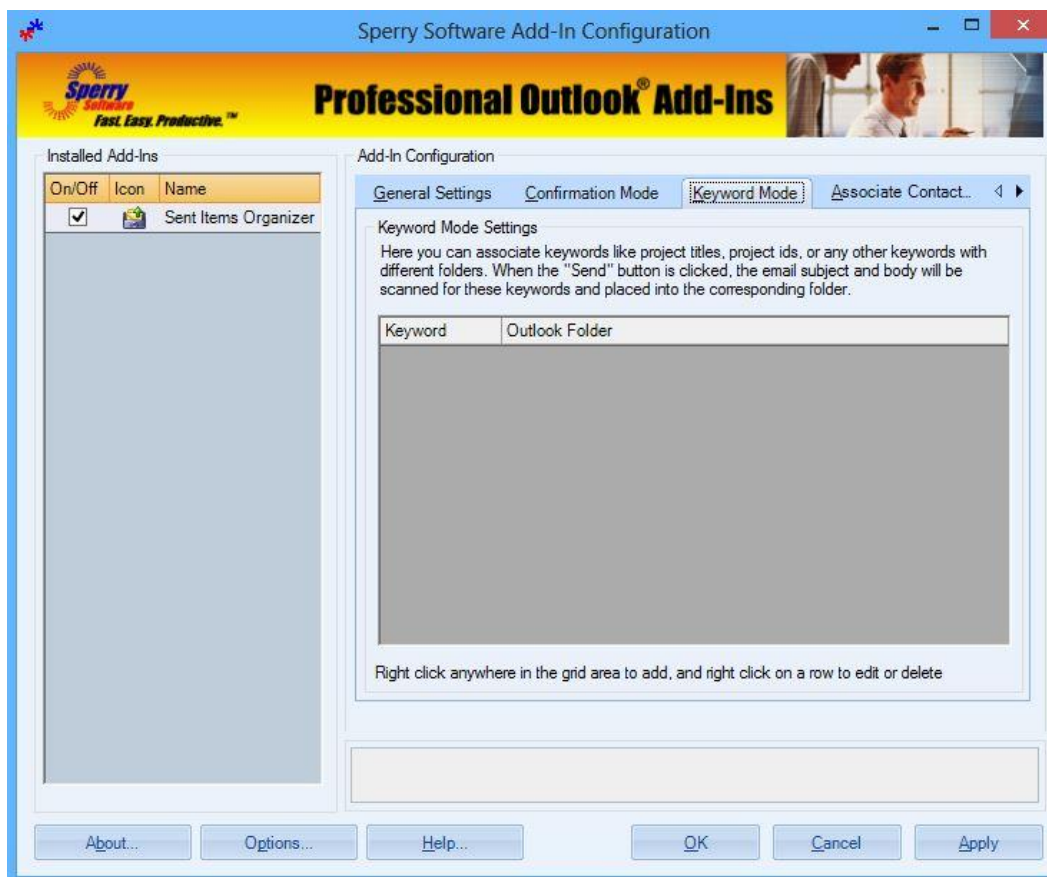 Sperry Software Add-In Configuration
Sperry
Software
Fast. Easy. Productive.™
Professional Outlook® Add-Ins
Installed Add-Ins
On/Off Icon Name
Sent Items Organizer
Add-In Configuration
General Settings Confirmation Mode Keyword Mode Associate Contact...
Keyword Mode Settings
Here you can associate keywords like project titles, project ids, or any other keywords with
different folders. When the "Send" button is clicked, the email subject and body will be
scanned for these keywords and placed into the corresponding folder.
Keyword Outlook Folder
Right click anywhere in the grid area to add, and right click on a row to edit or delete
About... Options... Help... OK Cancel Apply